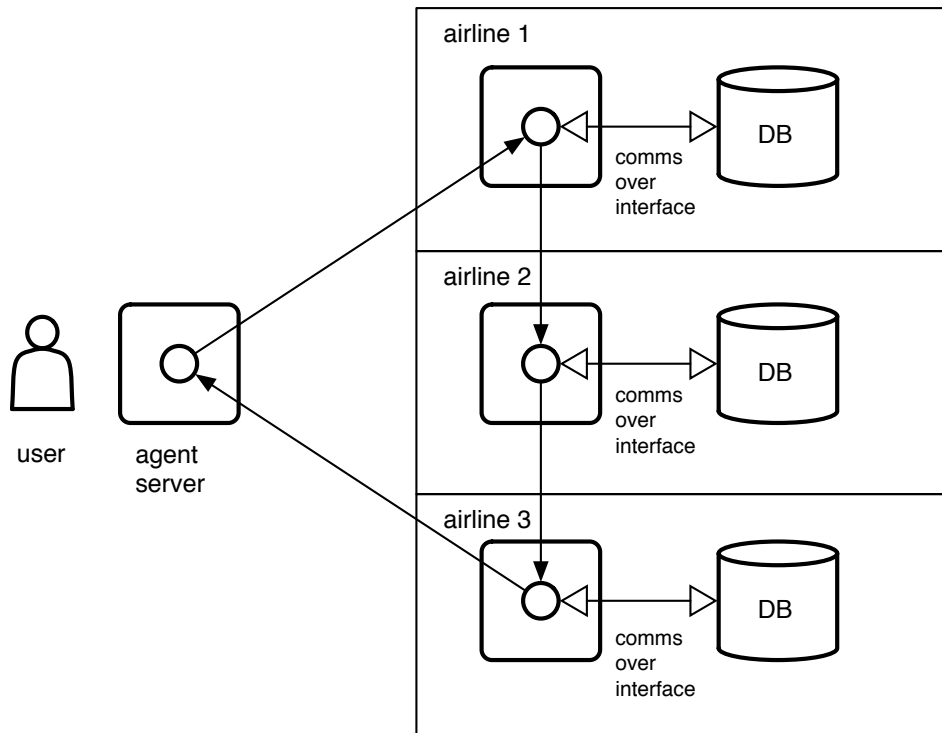 airline 1
DB
comms
over
interface
airline 2
DB
comms
over
interface
user
agent
server
airline 3
DB
comms
over
interface